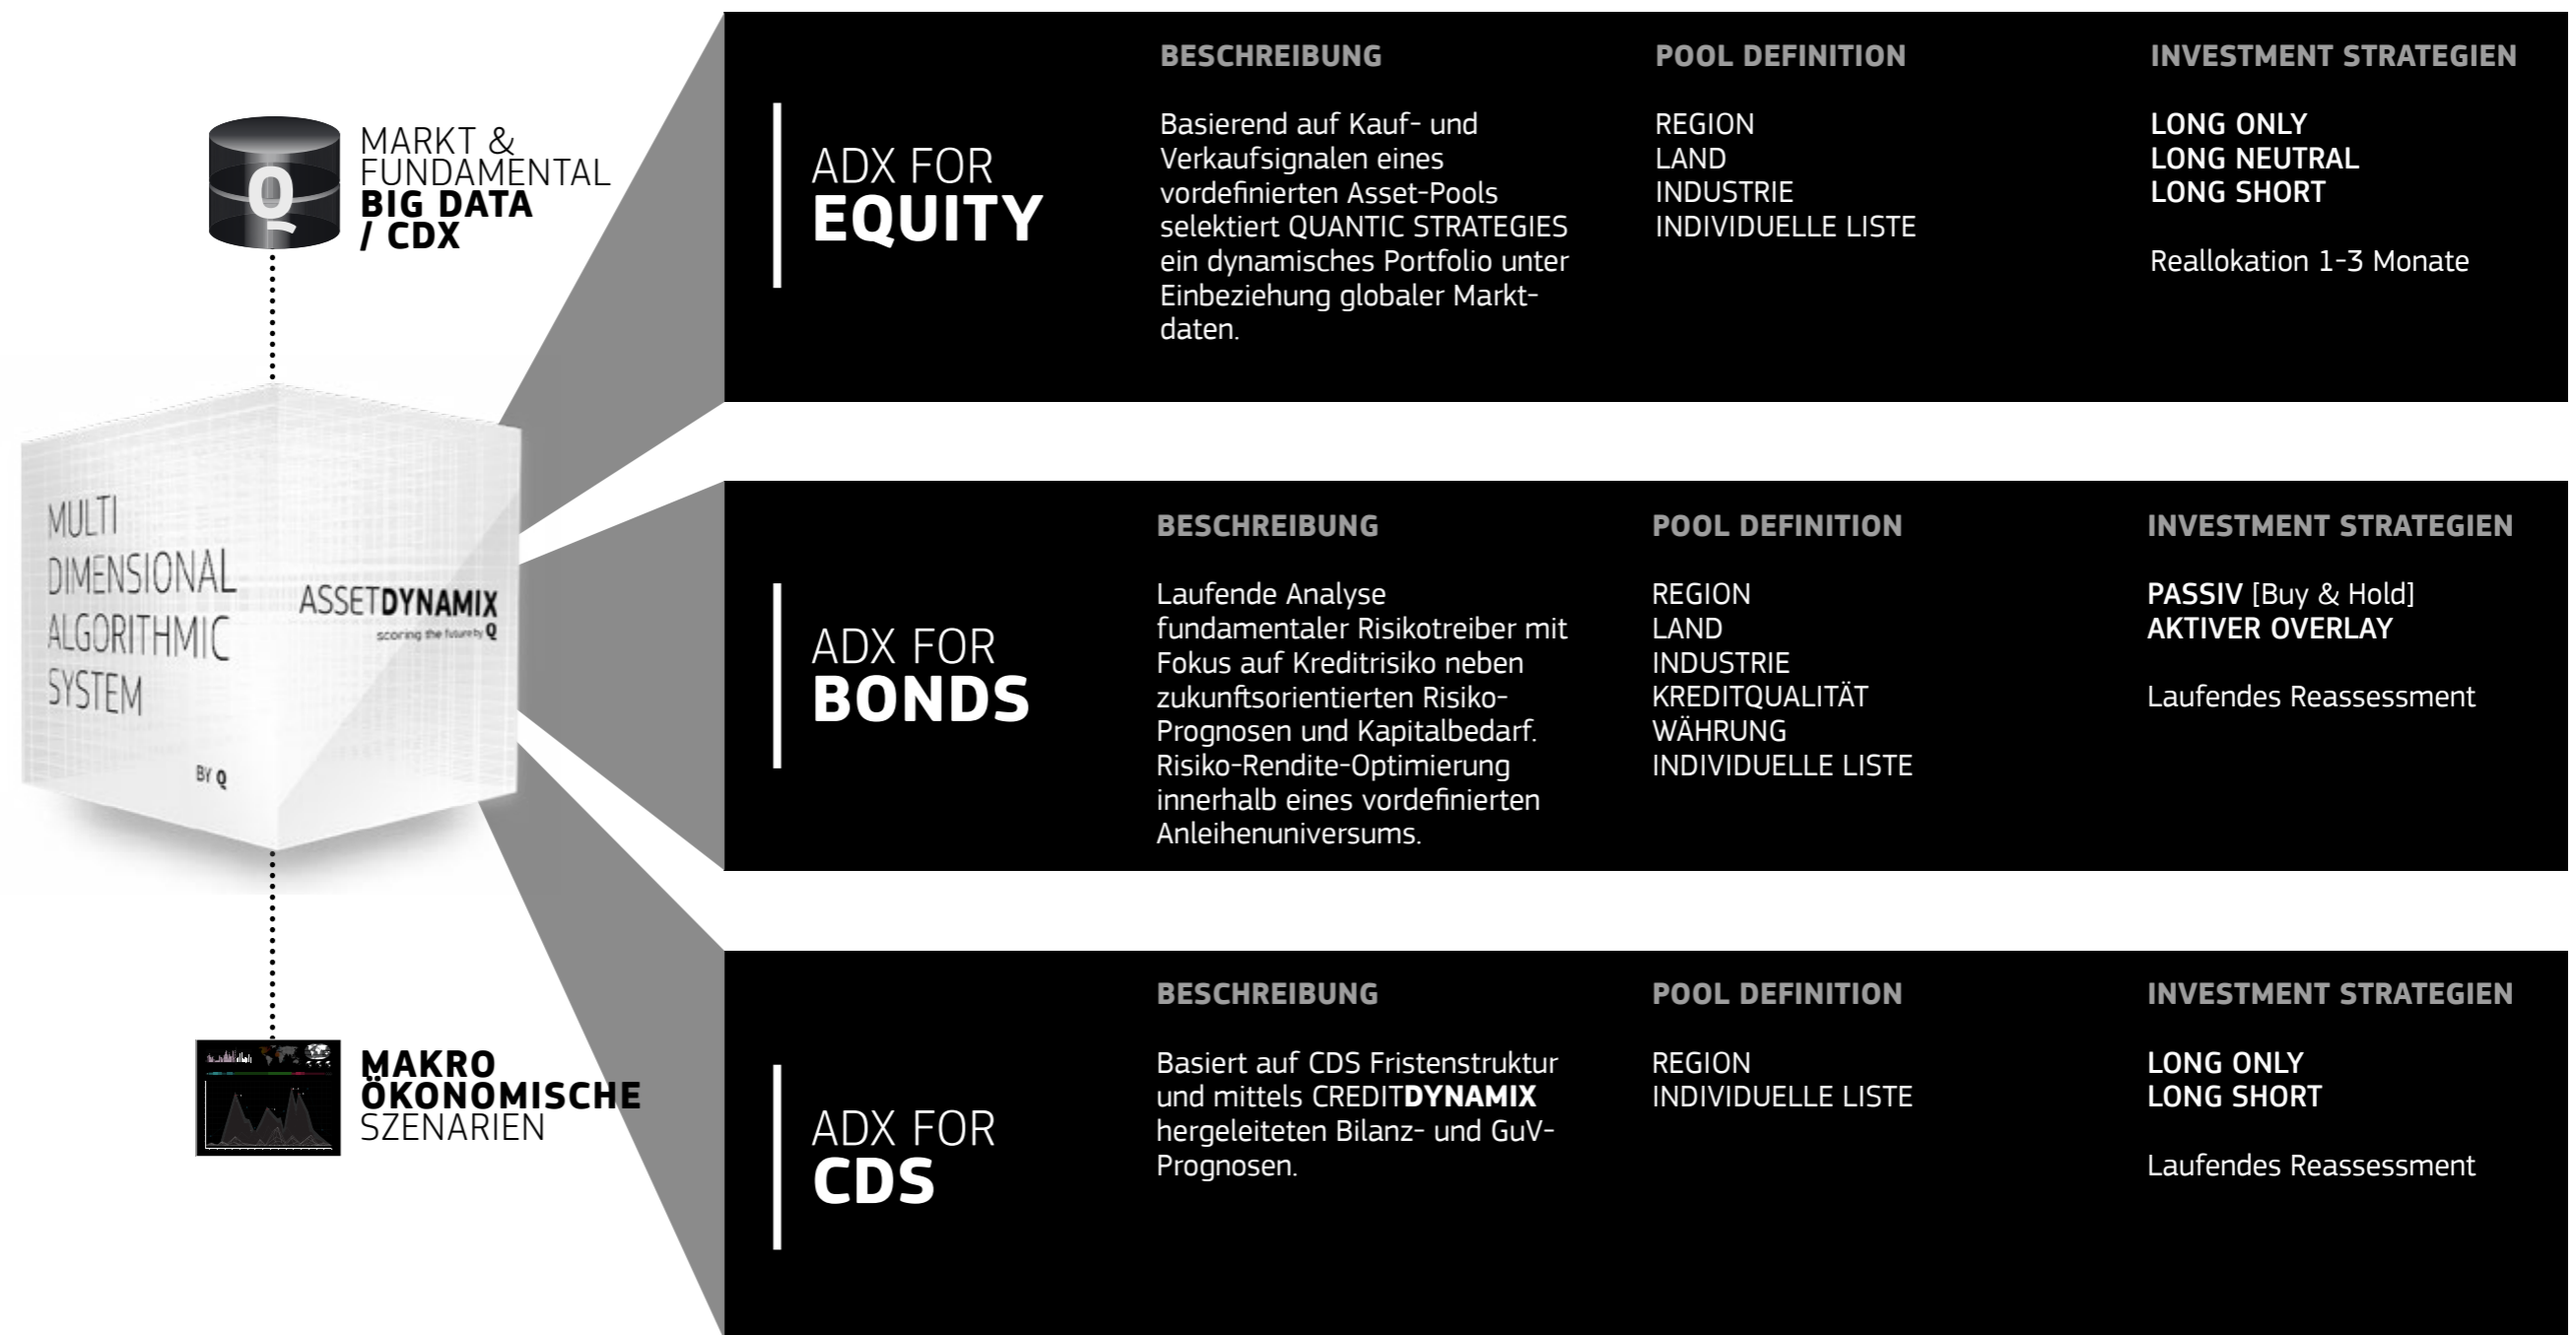 MARKT &
FUNDAMENTAL
BIG DATA
/ CDX
Q
MULTI
DIMENSIONAL
ALGORITHMIC
SYSTEM
BY Q
ASSETDYNAMIX
scoring the future by Q
MAKRO
ÖKONOMISCHE
SZENARIEN
ADX FOR
EQUITY
BESCHREIBUNG
Basierend auf Kauf- und
Verkaufsignalen eines
vordefinierten Asset-Pools
selektiert QUANTIC STRATEGIES
ein dynamisches Portfolio unter
Einbeziehung globaler Markt-
daten.
POOL DEFINITION
REGION
LAND
INDUSTRIE
INDIVIDUELLE LISTE
INVESTMENT STRATEGIEN
LONG ONLY
LONG NEUTRAL
LONG SHORT
Reallokation 1-3 Monate
ADX FOR
BONDS
BESCHREIBUNG
Laufende Analyse
fundamentaler Risikotreiber mit
Fokus auf Kreditrisiko neben
zukunftsorientierten Risiko-
Prognosen und Kapitalbedarf.
Risiko-Rendite-Optimierung
innerhalb eines vordefinierten
Anleihenuniversums.
POOL DEFINITION
REGION
LAND
INDUSTRIE
KREDITQUALITÄT
WÄHRUNG
INDIVIDUELLE LISTE
INVESTMENT STRATEGIEN
PASSIV [Buy & Hold]
AKTIVER OVERLAY
Laufendes Reassessment
ADX FOR
CDS
BESCHREIBUNG
Basiert auf CDS Fristenstruktur
und mittels CREDITDYNAMIX
hergeleiteten Bilanz- und GuV-
Prognosen.
POOL DEFINITION
REGION
INDIVIDUELLE LISTE
INVESTMENT STRATEGIEN
LONG ONLY
LONG SHORT
Laufendes Reassessment